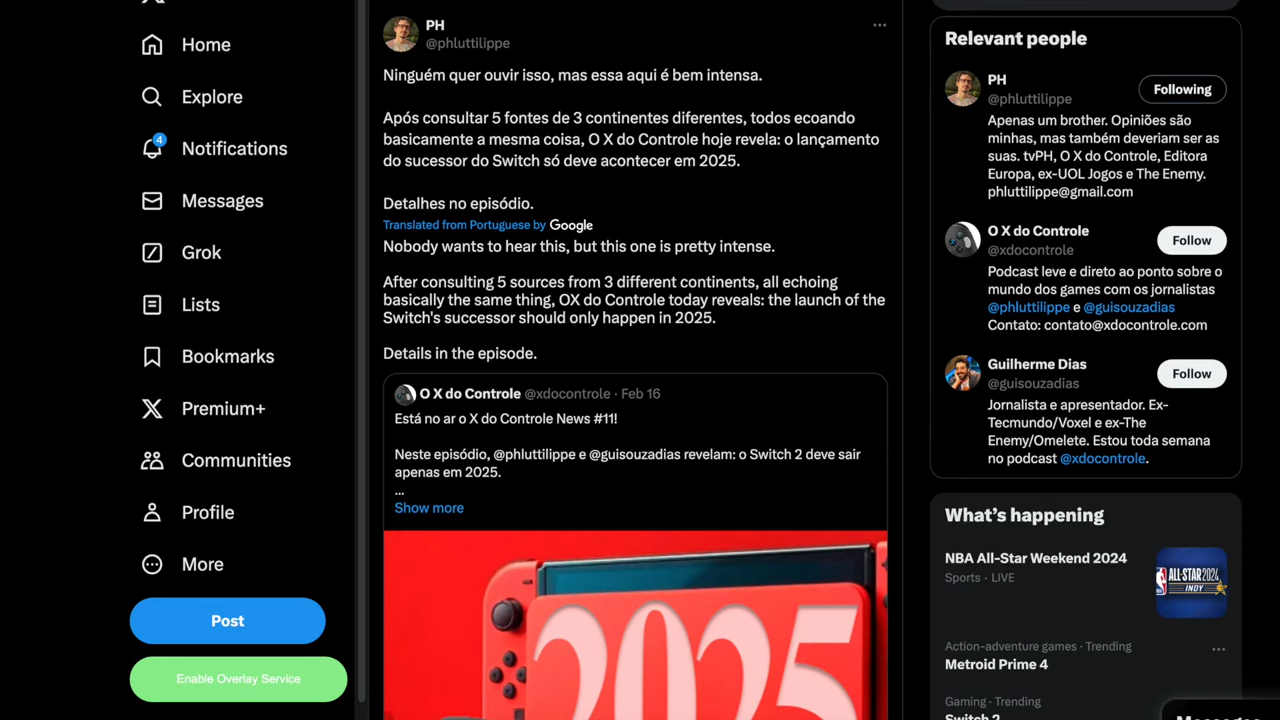 Home
Explore
4
Notifications
Messages
Grok
Lists
Bookmarks
Premium+
Communities
Profile
More
Post
Enable Overlay Service
PH
@phluttilippe
Ninguém quer ouvir isso, mas essa aqui é bem intensa.
Após consultar 5 fontes de 3 continentes diferentes, todos ecoando
basicamente a mesma coisa, O X do Controle hoje revela: o lançamento
do sucessor do Switch só deve acontecer em 2025.
Detalhes no episódio.
Translated from Portuguese by Google
Nobody wants to hear this, but this one is pretty intense.
After consulting 5 sources from 3 different continents, all echoing
basically the same thing, OX do Controle today reveals: the launch of the
Switch's successor should only happen in 2025.
Details in the episode.
O X do Controle @xdocontrole · Feb 16
Está no ar o X do Controle News #11!
Neste episódio, @phluttilippe e @guisouzadias revelam: o Switch 2 deve sair
apenas em 2025.
...
Show more
2025
Relevant people
PH
@phluttilippe
Following
Apenas um brother. Opiniões são
minhas, mas também deveriam ser as
suas. tvPH, O X do Controle, Editora
Europa, ex-UOL Jogos e The Enemy.
phluttilippe@gmail.com
O X do Controle
@xdocontrole
Follow
Podcast leve e direto ao ponto sobre o
mundo dos games com os jornalistas
@phluttilippe e @guisouzadias
Contato: contato@xdocontrole.com
Guilherme Dias
@guisouzadias
Follow
Jornalista e apresentador. Ex-
Tecmundo/Voxel e ex-The
Enemy/Omelete. Estou toda semana
no podcast @xdocontrole.
What's happening
NBA All-Star Weekend 2024
Sports · LIVE
ALL-STAR 2024
INDY
Action-adventure games · Trending
Metroid Prime 4
Gaming · Trending
Switch 2
Messages